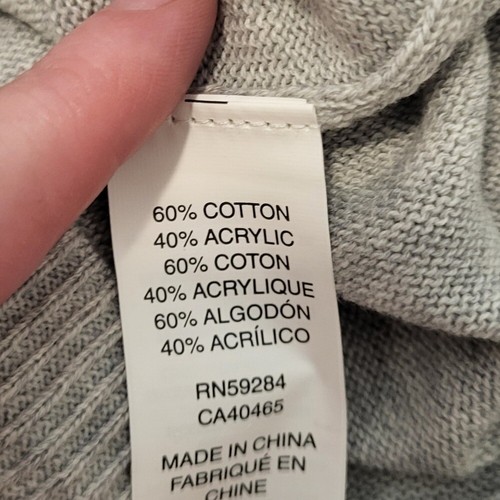 60% COTTON
40% ACRYLIC
60% COTON
40% ACRYLIQUE
60% ALGODÓN
40% ACRÍLICO
RN59284
CA40465
MADE IN CHINA
FABRIQUÉ EN
CHINE